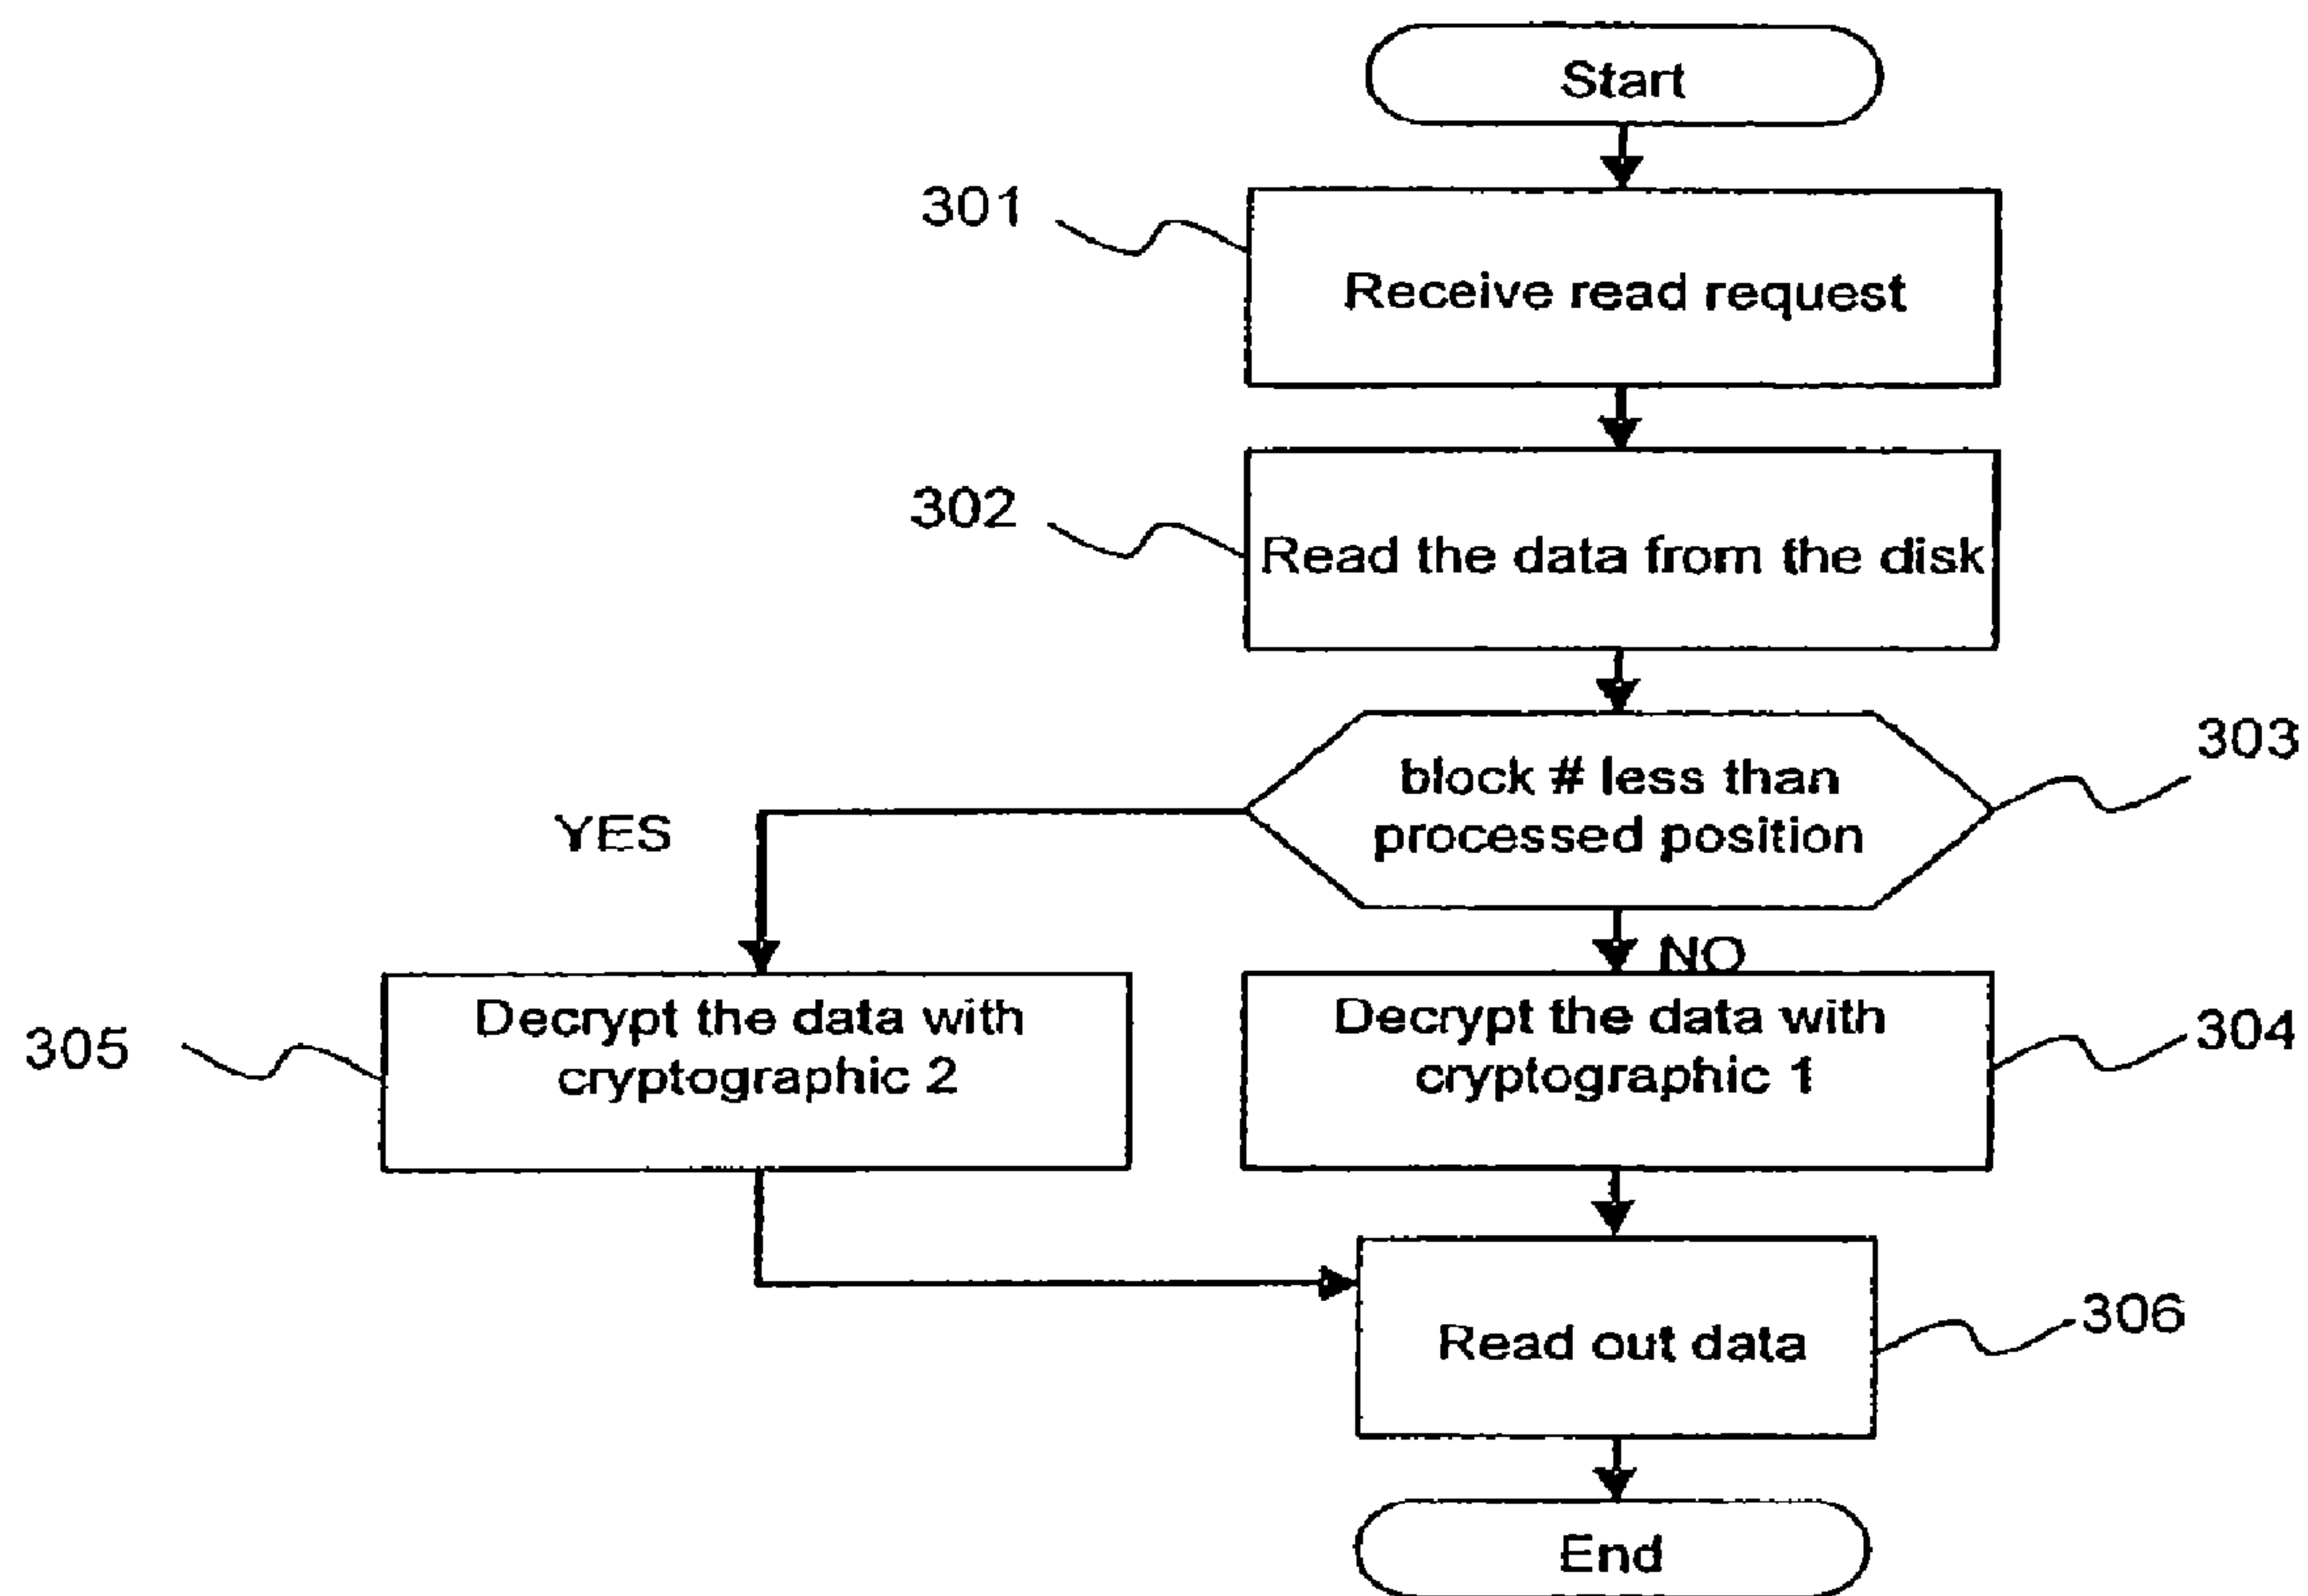 Start
301
Receive read request
302
Read the data from the disk
303
block # less than
processed position
YES
NO
305
Decrypt the data with
cryptographic 2
Decrypt the data with
cryptographic 1
304
Read out data
306
End